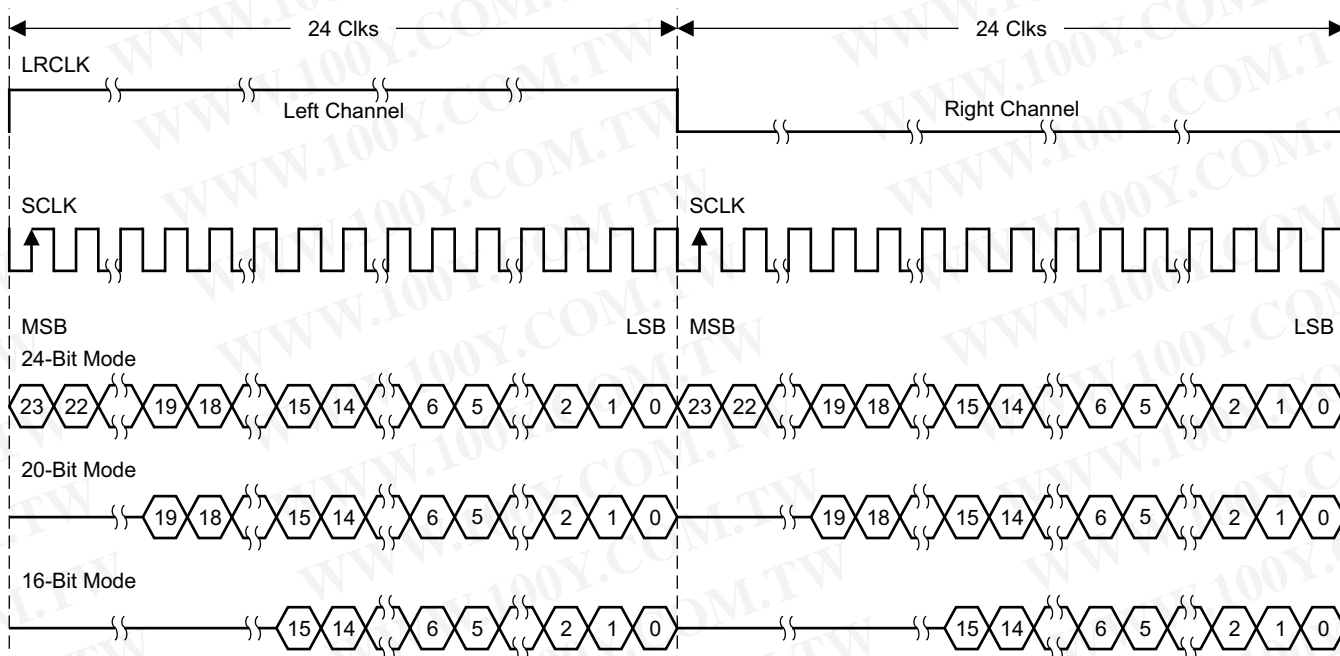 24 Clks 24 Clks
LRCLK
Left Channel Right Channel
SCLK SCLK
MSB LSB MSB LSB
24-Bit Mode
23 22 19 18 15 14 6 5 2 1 0 23 22 19 18 15 14 6 5 2 1 0
20-Bit Mode
19 18 15 14 6 5 2 1 0 19 18 15 14 6 5 2 1 0
16-Bit Mode
15 14 6 5 2 1 0 15 14 6 5 2 1 0
WWW.100Y.COM.TW